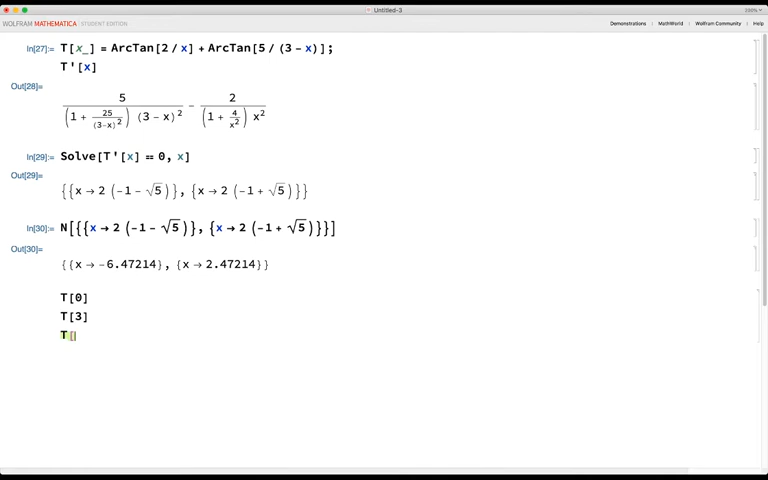 Untitled-3
200%
WOLFRAM MATHEMATICA STUDENT EDITION
Demonstrations | MathWorld | Wolfram Community | Help
In[27]:= T[x_] = ArcTan[2 / x] + ArcTan[5 / (3 - x)];
T'[x]
Out[28]=
5/((1 + 25/(3-x)²) (3 - x)²) - 2/((1 + 4/x²) x²)
In[29]:= Solve[T'[x] == 0, x]
Out[29]=
{{x → 2 (-1 - √5)}, {x → 2 (-1 + √5)}}
In[30]:= N[{{x → 2 (-1 - √5)}, {x → 2 (-1 + √5)}}]
Out[30]=
{{x → -6.47214}, {x → 2.47214}}
T[0]
T[3]
T[]